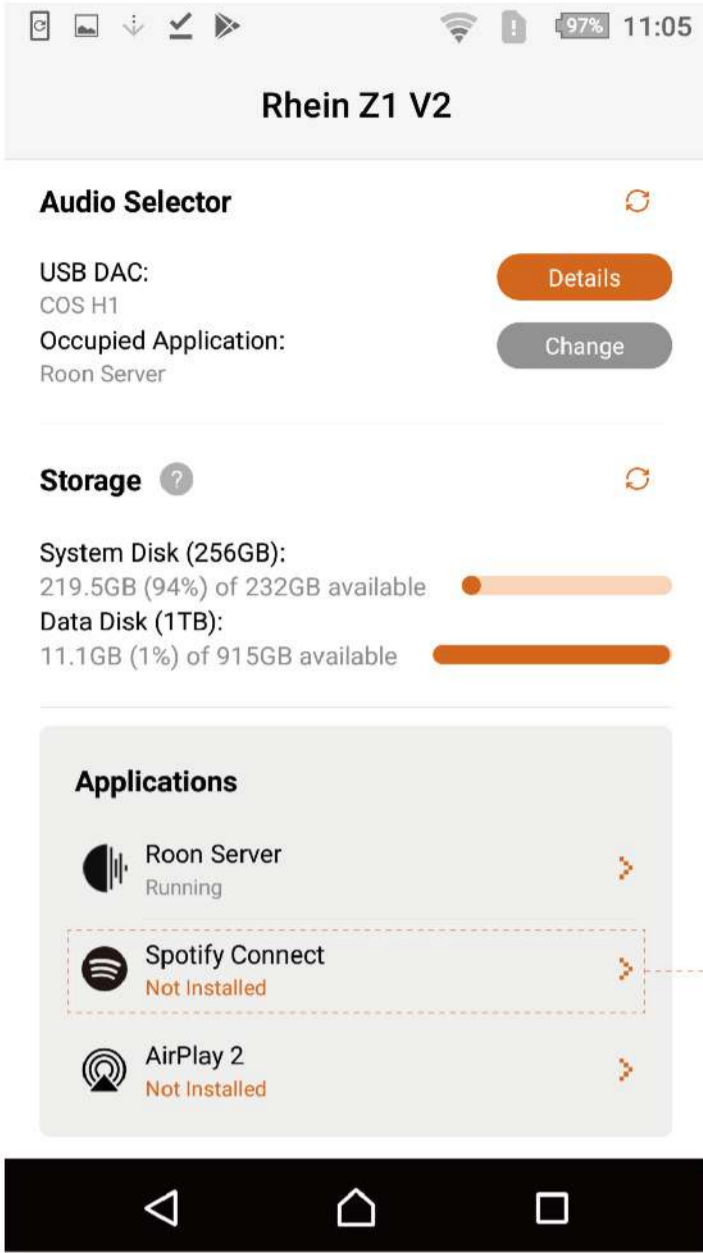 97% 11:05
Rhein Z1 V2
Audio Selector
USB DAC:
Details
COS H1
Occupied Application:
Change
Roon Server
Storage ?
System Disk (256GB):
219.5GB (94%) of 232GB available
Data Disk (1TB):
11.1GB (1%) of 915GB available
Applications
Roon Server
Running
Spotify Connect
Not Installed
AirPlay 2
Not Installed